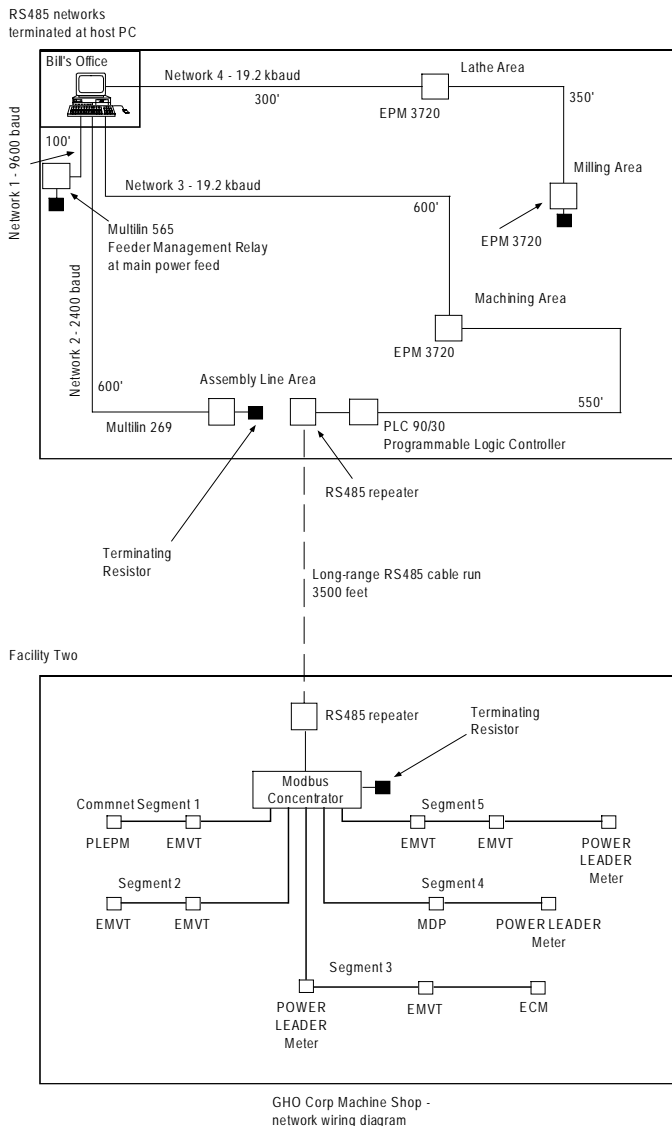 RS485 networks
terminated at host PC
Bill's Office
Network 4 - 19.2 kbaud
300'
Lathe Area
EPM 3720
350'
Network 1 - 9600 baud
100'
Milling Area
EPM 3720
Network 3 - 19.2 kbaud
600'
Multilin 565
Feeder Management Relay
at main power feed
Network 2 - 2400 baud
Machining Area
EPM 3720
600'
Assembly Line Area
550'
Multilin 269
PLC 90/30
Programmable Logic Controller
RS485 repeater
Terminating
Resistor
Long-range RS485 cable run
3500 feet
Facility Two
RS485 repeater
Terminating
Resistor
Modbus
Concentrator
Commnet Segment 1
PLEPM
EMVT
Segment 5
EMVT
EMVT
POWER
LEADER
Meter
Segment 2
EMVT
EMVT
Segment 4
MDP
POWER LEADER
Meter
Segment 3
POWER
LEADER
Meter
EMVT
ECM
GHO Corp Machine Shop -
network wiring diagram